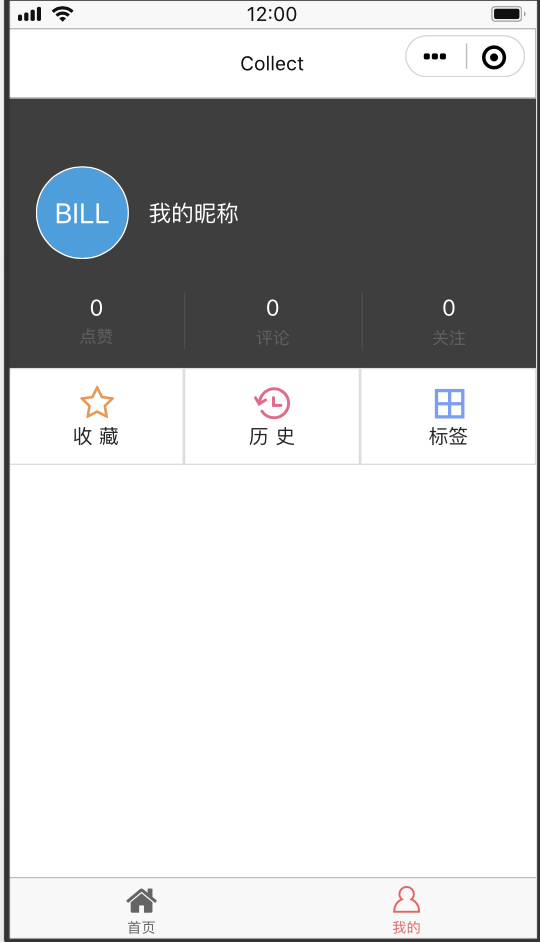 12:00
Collect
BILL 我的昵称
0 0 0
点赞 评论 关注
收 藏 历 史 标签
首页 我的